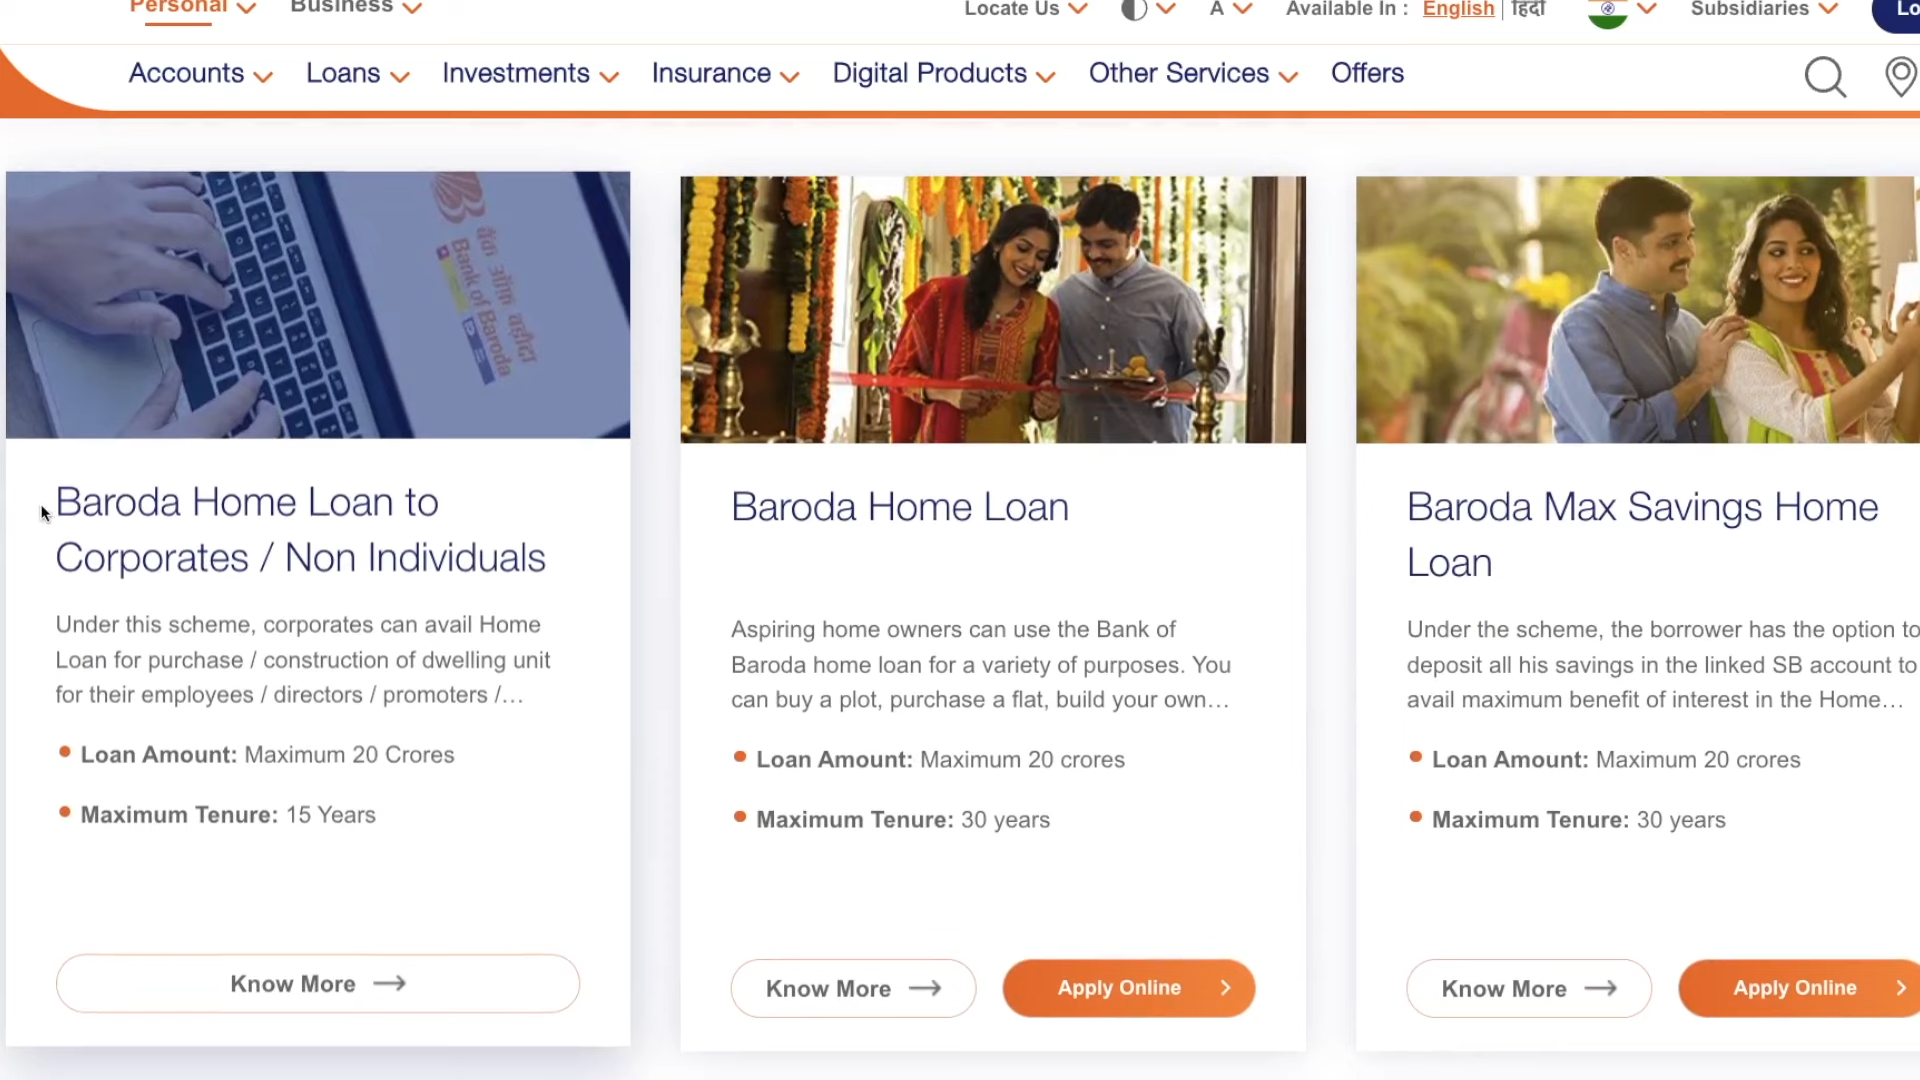 Personal
Business
Locate Us
A
Available In :
English
हिंदी
Subsidiaries
Lo
Accounts
Loans
Investments
Insurance
Digital Products
Other Services
Offers
बैंक ऑफ़ बड़ौदा
Bank of Baroda
Baroda Home Loan to
Corporates / Non Individuals
Under this scheme, corporates can avail Home
Loan for purchase / construction of dwelling unit
for their employees / directors / promoters /...
Loan Amount: Maximum 20 Crores
Maximum Tenure: 15 Years
Know More
Baroda Home Loan
Aspiring home owners can use the Bank of
Baroda home loan for a variety of purposes. You
can buy a plot, purchase a flat, build your own...
Loan Amount: Maximum 20 crores
Maximum Tenure: 30 years
Know More
Apply Online
Baroda Max Savings Home
Loan
Under the scheme, the borrower has the option to
deposit all his savings in the linked SB account to
avail maximum benefit of interest in the Home...
Loan Amount: Maximum 20 crores
Maximum Tenure: 30 years
Know More
Apply Online